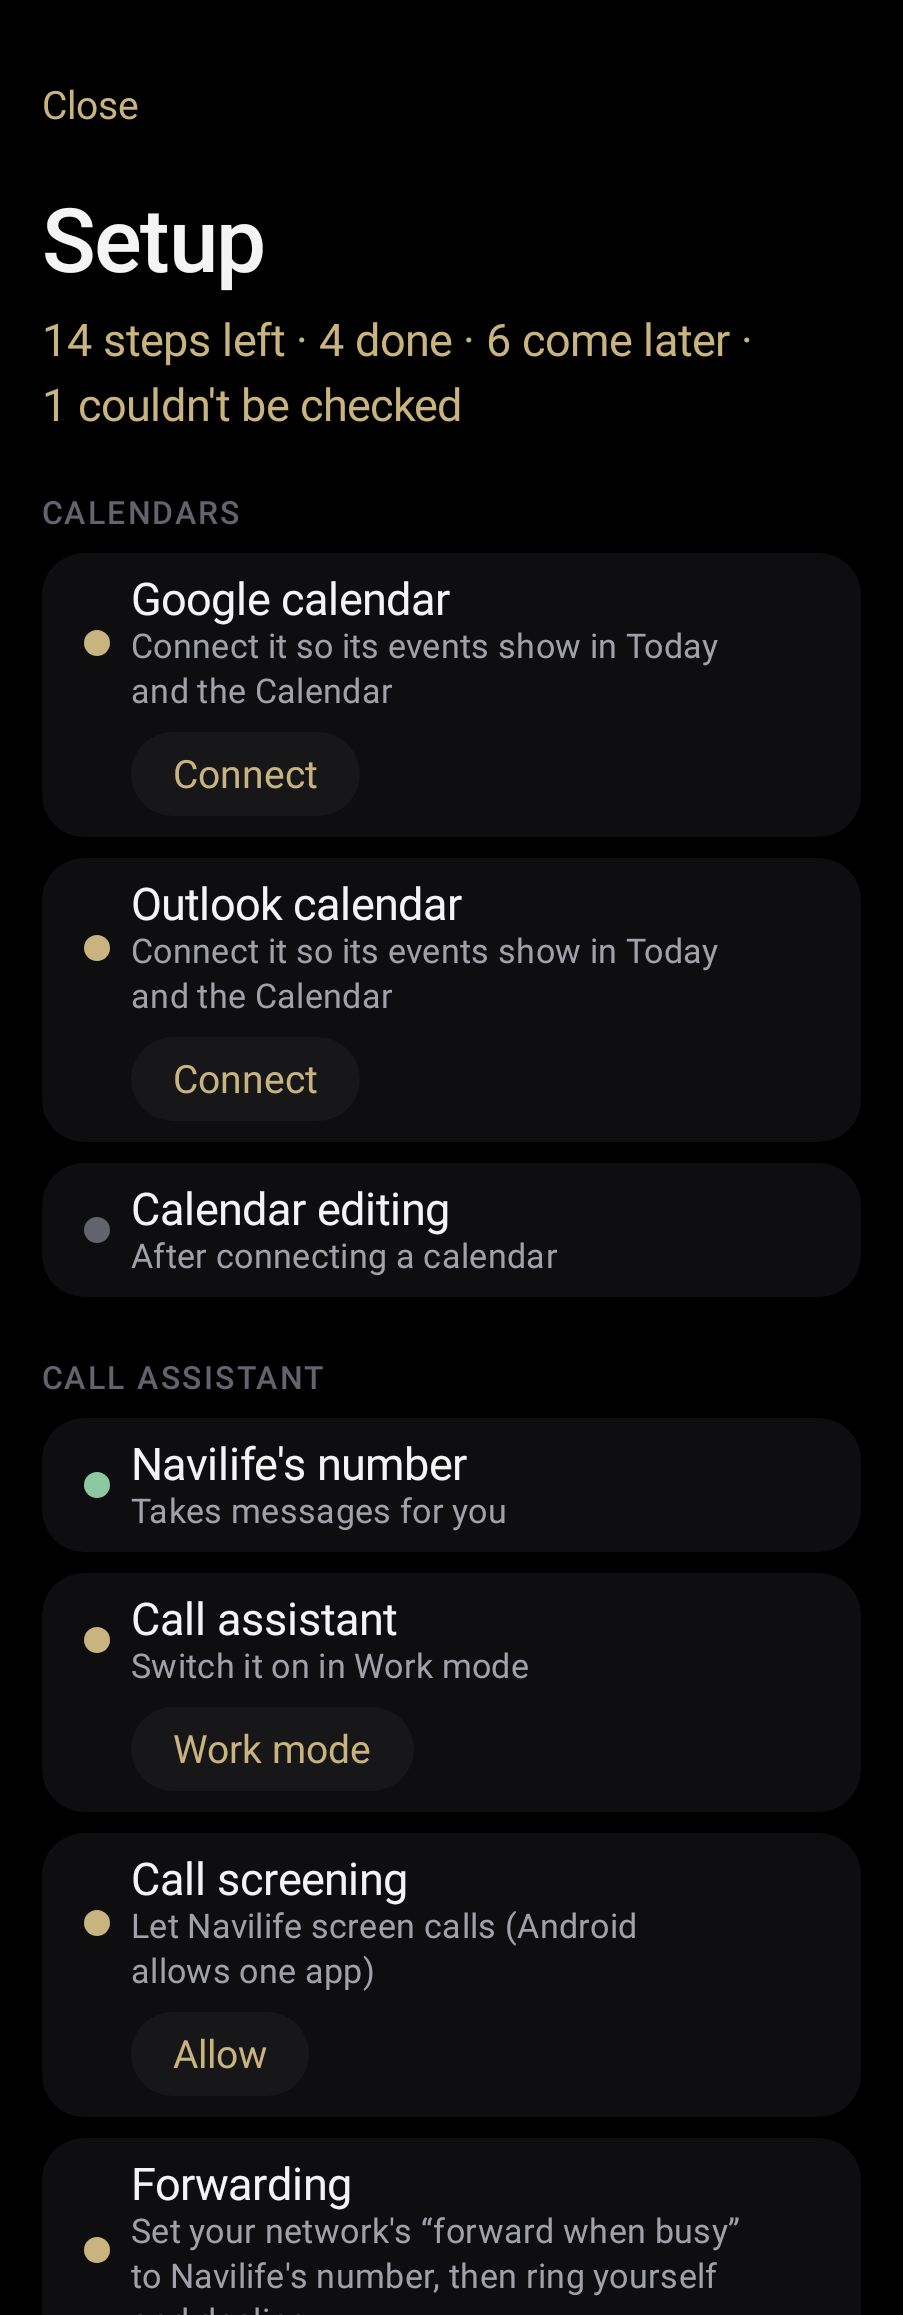 Close
Setup
14 steps left · 4 done · 6 come later ·
1 couldn't be checked
CALENDARS
Google calendar
Connect it so its events show in Today
and the Calendar
Connect
Outlook calendar
Connect it so its events show in Today
and the Calendar
Connect
Calendar editing
After connecting a calendar
CALL ASSISTANT
Navilife's number
Takes messages for you
Call assistant
Switch it on in Work mode
Work mode
Call screening
Let Navilife screen calls (Android
allows one app)
Allow
Forwarding
Set your network's “forward when busy”
to Navilife's number, then ring yourself